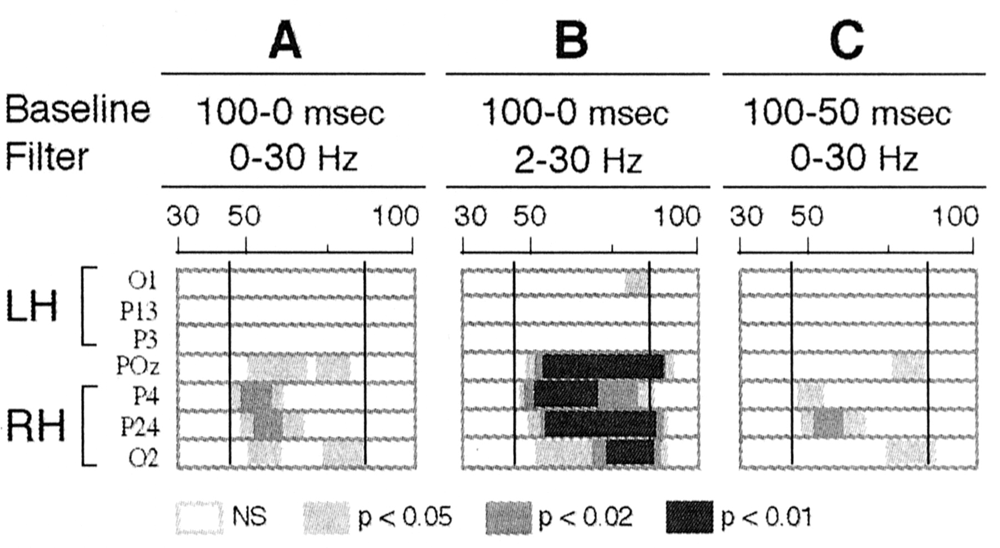 A B C
Baseline 100-0 msec 100-0 msec 100-50 msec
Filter 0-30 Hz 2-30 Hz 0-30 Hz
30 50 100 30 50 100 30 50 100
LH
O1
P13
P3
POz
RH
P4
P24
O2
NS p < 0.05 p < 0.02 p < 0.01